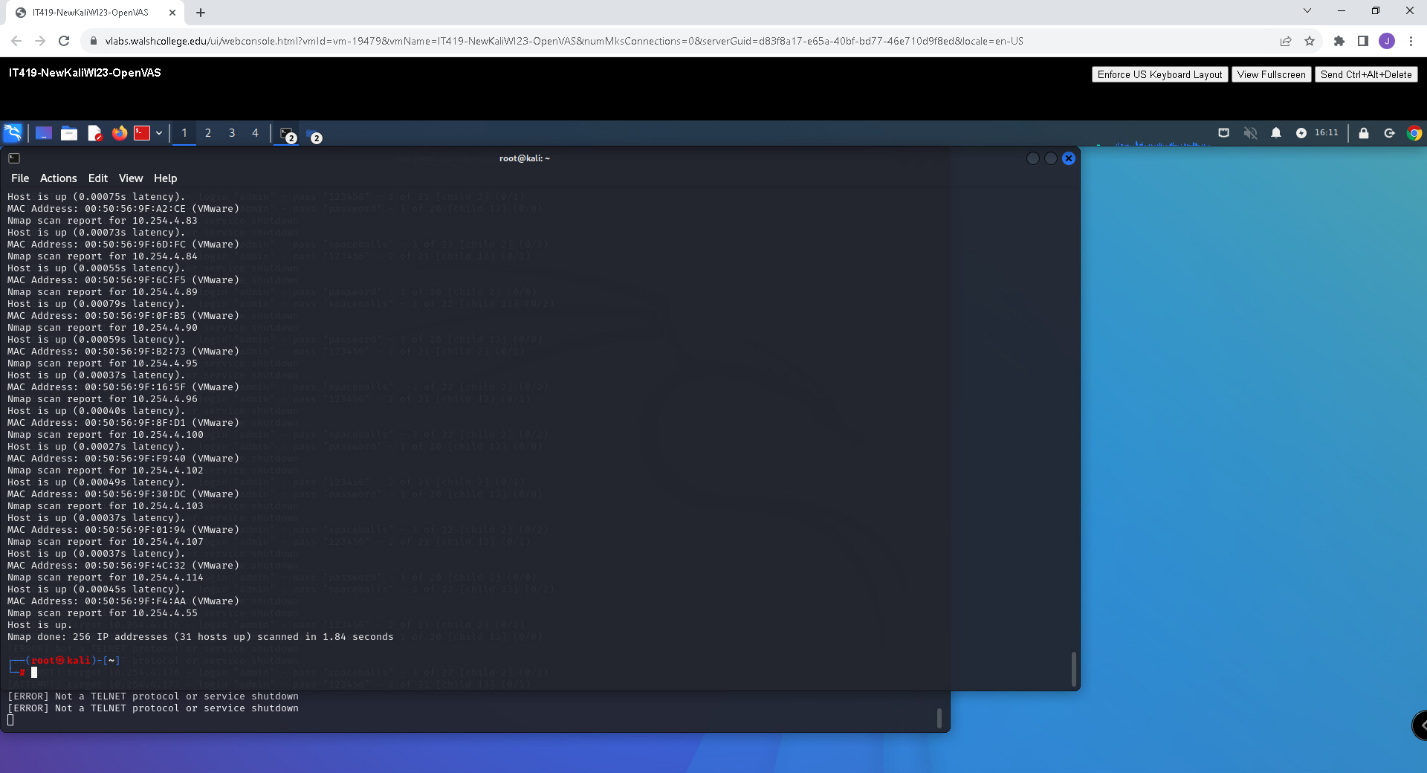 IT419-NewKaliWI23-OpenVAS
vlabs.walshcollege.edu/ui/webconsole.html?vmId=vm-19479&vmName=IT419-NewKaliWI23-OpenVAS&numMksConnections=0&serverGuid=d83f8a17-e65a-40bf-bd77-46e710d9f8ed&locale=en-US
J
IT419-NewKaliWI23-OpenVAS
Enforce US Keyboard Layout View Fullscreen Send Ctrl+Alt+Delete
1 2 3 4 2 2 16:11
root@kali: ~
File Actions Edit View Help
Host is up (0.00075s latency).
MAC Address: 00:50:56:9F:A2:CE (VMware)
Nmap scan report for 10.254.4.83
Host is up (0.00073s latency).
MAC Address: 00:50:56:9F:6D:FC (VMware)
Nmap scan report for 10.254.4.84
Host is up (0.00055s latency).
MAC Address: 00:50:56:9F:6C:F5 (VMware)
Nmap scan report for 10.254.4.89
Host is up (0.00079s latency).
MAC Address: 00:50:56:9F:0F:B5 (VMware)
Nmap scan report for 10.254.4.90
Host is up (0.00059s latency).
MAC Address: 00:50:56:9F:B2:73 (VMware)
Nmap scan report for 10.254.4.95
Host is up (0.00037s latency).
MAC Address: 00:50:56:9F:16:5F (VMware)
Nmap scan report for 10.254.4.96
Host is up (0.00040s latency).
MAC Address: 00:50:56:9F:8F:D1 (VMware)
Nmap scan report for 10.254.4.100
Host is up (0.00027s latency).
MAC Address: 00:50:56:9F:F9:40 (VMware)
Nmap scan report for 10.254.4.102
Host is up (0.00049s latency).
MAC Address: 00:50:56:9F:30:DC (VMware)
Nmap scan report for 10.254.4.103
Host is up (0.00037s latency).
MAC Address: 00:50:56:9F:01:94 (VMware)
Nmap scan report for 10.254.4.107
Host is up (0.00037s latency).
MAC Address: 00:50:56:9F:4C:32 (VMware)
Nmap scan report for 10.254.4.114
Host is up (0.00045s latency).
MAC Address: 00:50:56:9F:F4:AA (VMware)
Nmap scan report for 10.254.4.55
Host is up.
Nmap done: 256 IP addresses (31 hosts up) scanned in 1.84 seconds
(root㉿kali)-[~]
#
[ERROR] Not a TELNET protocol or service shutdown
[ERROR] Not a TELNET protocol or service shutdown